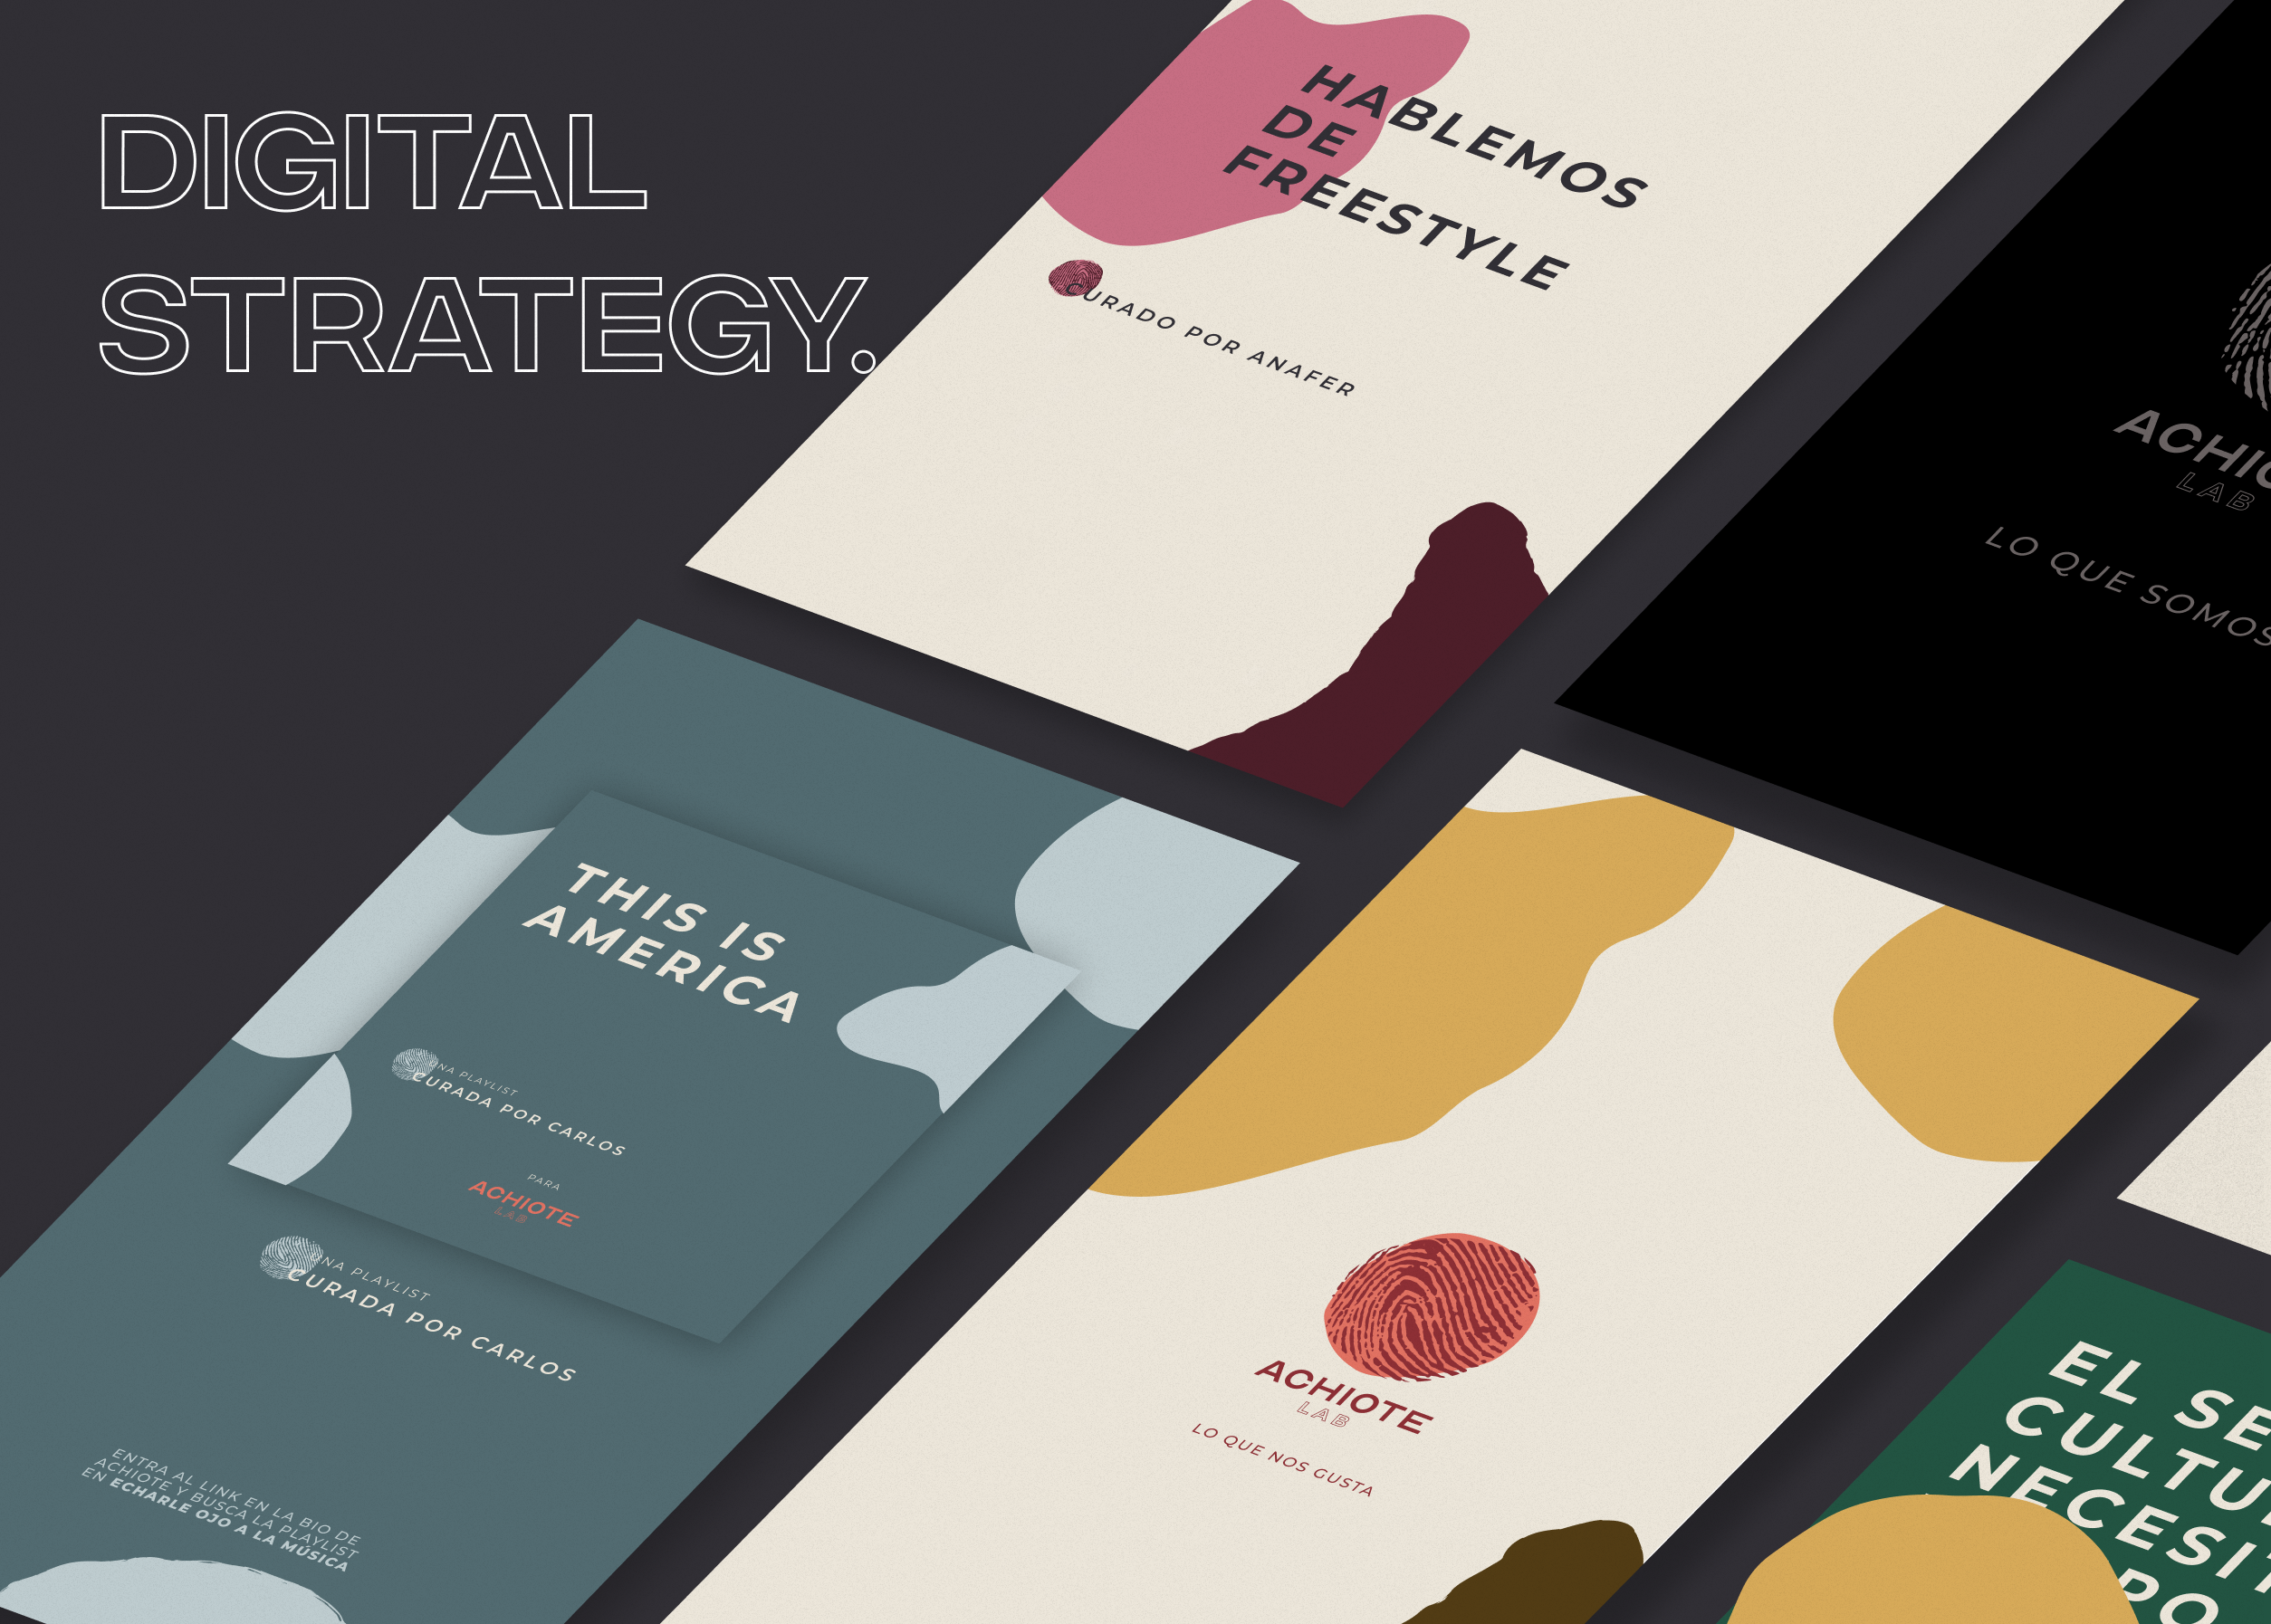 DIGITAL
STRATEGY.
HABLEMOS
DE
FREESTYLE
CURADO POR ANAFER
LAB
LO QUE SOMOS
THIS IS
AMERICA
PLAYLIST
CURADA POR CARLOS
PARA
ACHIOTE
LAB
PLAYLIST
CURADA POR CARLOS
ENTRA AL LINK EN LA BIO DE
ACHIOTE Y BUSCA LA PLAYLIST
EN ECHARLE OJO A LA MÚSICA
ACHIOTE
LAB
LO QUE NOS GUSTA
EL